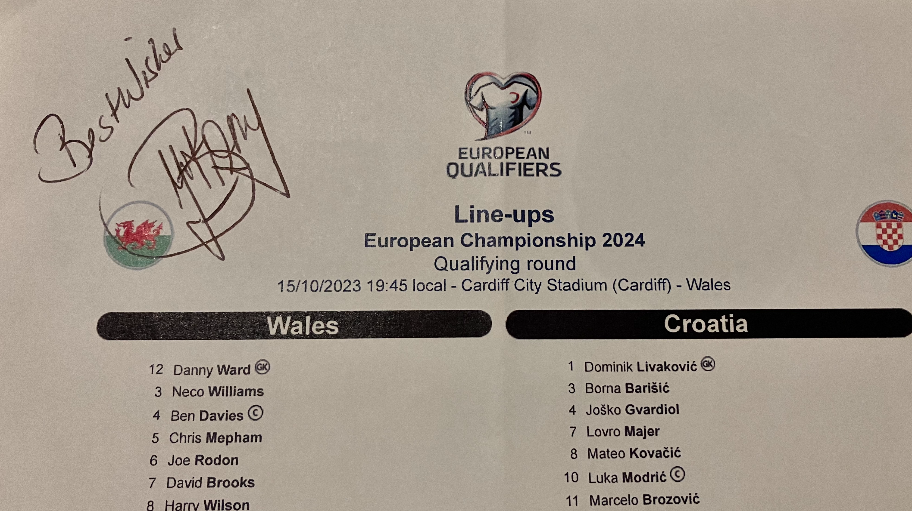 Best Wishes
EUROPEAN
QUALIFIERS
Line-ups
European Championship 2024
Qualifying round
15/10/2023 19:45 local - Cardiff City Stadium (Cardiff) - Wales
Wales
12 Danny Ward GK
3 Neco Williams
4 Ben Davies C
5 Chris Mepham
6 Joe Rodon
7 David Brooks
8 Harry Wilson
Croatia
1 Dominik Livaković GK
3 Borna Barišić
4 Joško Gvardiol
7 Lovro Majer
8 Mateo Kovačić
10 Luka Modrić C
11 Marcelo Brozović